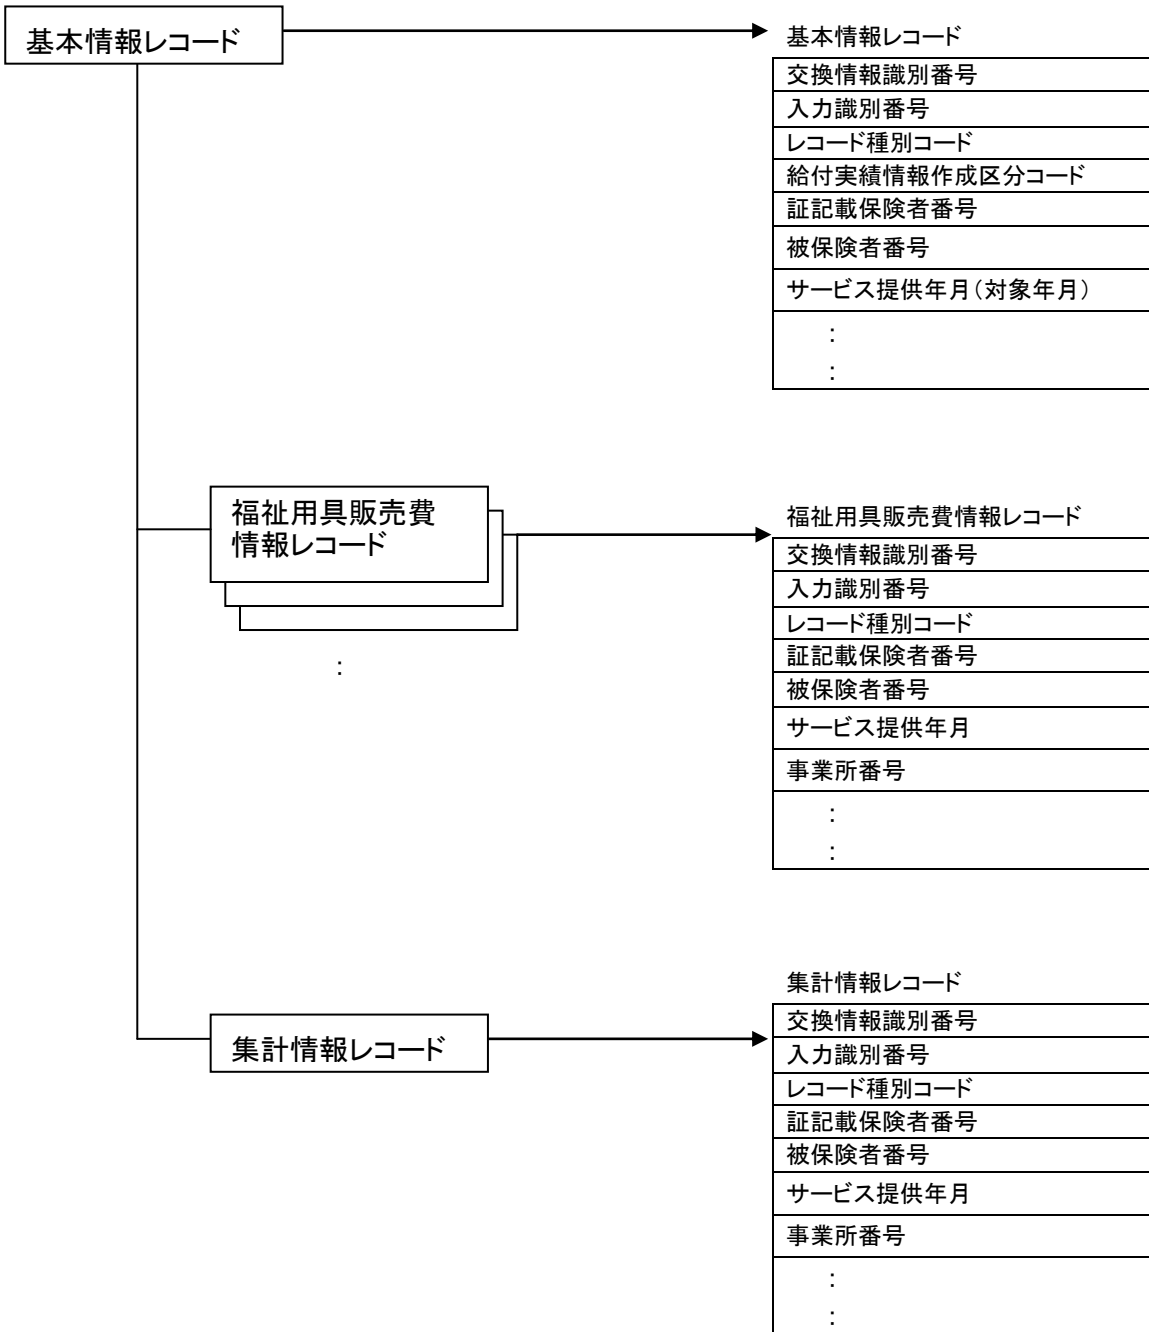 基本情報レコード
基本情報レコード
交換情報識別番号
入力識別番号
レコード種別コード
給付実績情報作成区分コード
証記載保険者番号
被保険者番号
サービス提供年月(対象年月)
:
:
福祉用具販売費
情報レコード
:
福祉用具販売費情報レコード
交換情報識別番号
入力識別番号
レコード種別コード
証記載保険者番号
被保険者番号
サービス提供年月
事業所番号
:
:
集計情報レコード
集計情報レコード
交換情報識別番号
入力識別番号
レコード種別コード
証記載保険者番号
被保険者番号
サービス提供年月
事業所番号
:
: